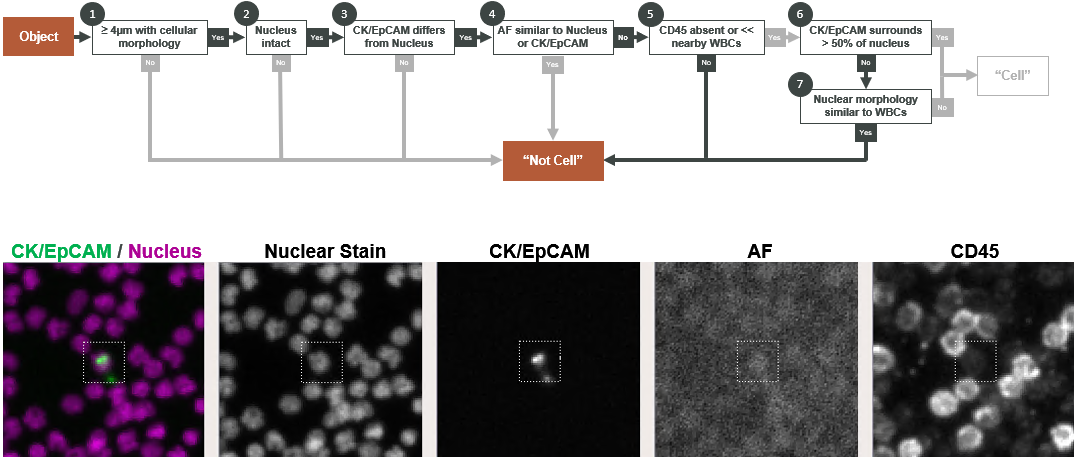 1
2
3
4
5
6
Object
≥ 4µm with cellular
morphology
Yes
Nucleus
intact
Yes
CK/EpCAM differs
from Nucleus
Yes
AF similar to Nucleus
or CK/EpCAM
No
CD45 absent or <<
nearby WBCs
Yes
CK/EpCAM surrounds
> 50% of nucleus
Yes
No
No
No
Yes
No
No
“Cell”
7
Nuclear morphology
similar to WBCs
No
Yes
“Not Cell”
CK/EpCAM / Nucleus
Nuclear Stain
CK/EpCAM
AF
CD45